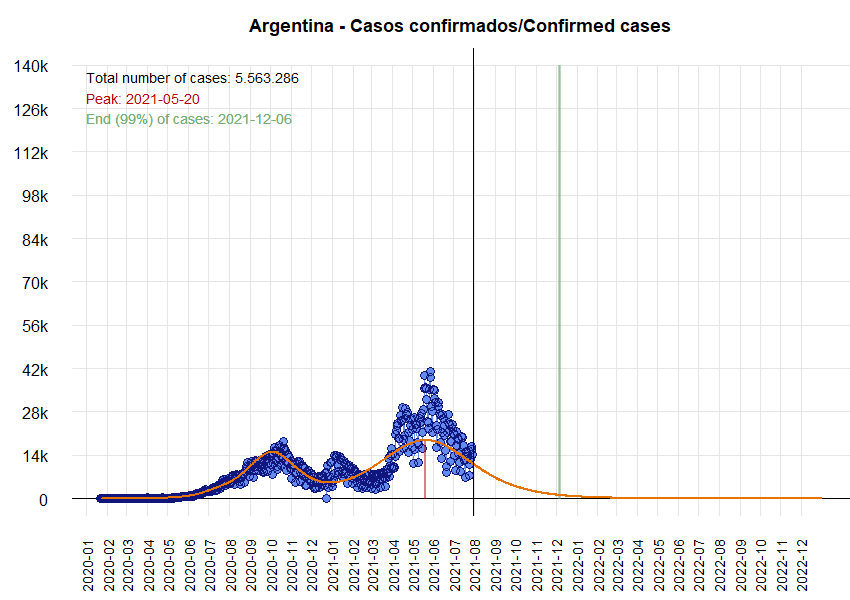 Argentina - Casos confirmados/Confirmed cases
140k
126k
112k
98k
84k
70k
56k
42k
28k
14k
0
Total number of cases: 5.563.286
Peak: 2021-05-20
End (99%) of cases: 2021-12-06
2020-01
2020-02
2020-04
2020-05
2020-06
2020-07
2020-08
2020-09
2020-10
2020-11
2020-12
2021-01
2021-02
2021-03
2021-04
2021-05
2021-06
2021-07
2021-08
2021-09
2021-10
2021-11
2021-12
2022-01
2022-02
2022-03
2022-04
2022-05
2022-06
2022-07
2022-08
2022-09
2022-10
2022-11
2022-12